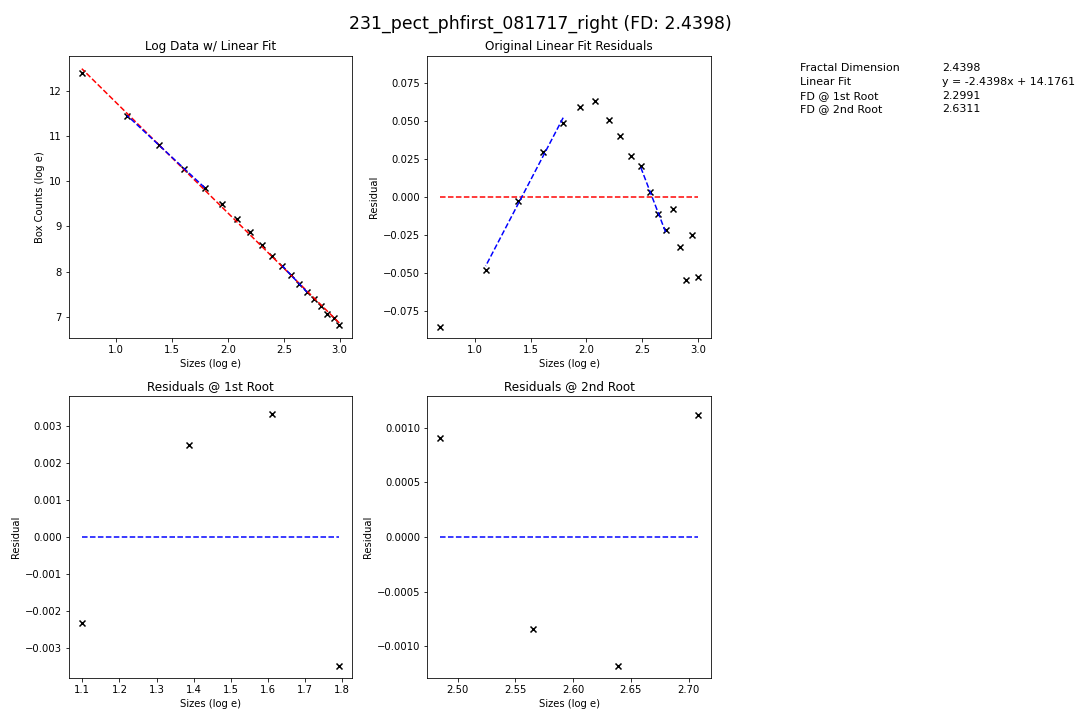 231_pect_phfirst_081717_right (FD: 2.4398)
Log Data w/ Linear Fit
12
11
10
9
8
7
Box Counts (log e)
1.0 1.5 2.0 2.5 3.0
Sizes (log e)
Original Linear Fit Residuals
0.075
0.050
0.025
0.000
−0.025
−0.050
−0.075
Residual
1.0 1.5 2.0 2.5 3.0
Sizes (log e)
Fractal Dimension 2.4398
Linear Fit y = -2.4398x + 14.1761
FD @ 1st Root 2.2991
FD @ 2nd Root 2.6311
Residuals @ 1st Root
0.003
0.002
0.001
0.000
−0.001
−0.002
−0.003
Residual
1.1 1.2 1.3 1.4 1.5 1.6 1.7 1.8
Sizes (log e)
Residuals @ 2nd Root
0.0010
0.0005
0.0000
−0.0005
−0.0010
Residual
2.50 2.55 2.60 2.65 2.70
Sizes (log e)